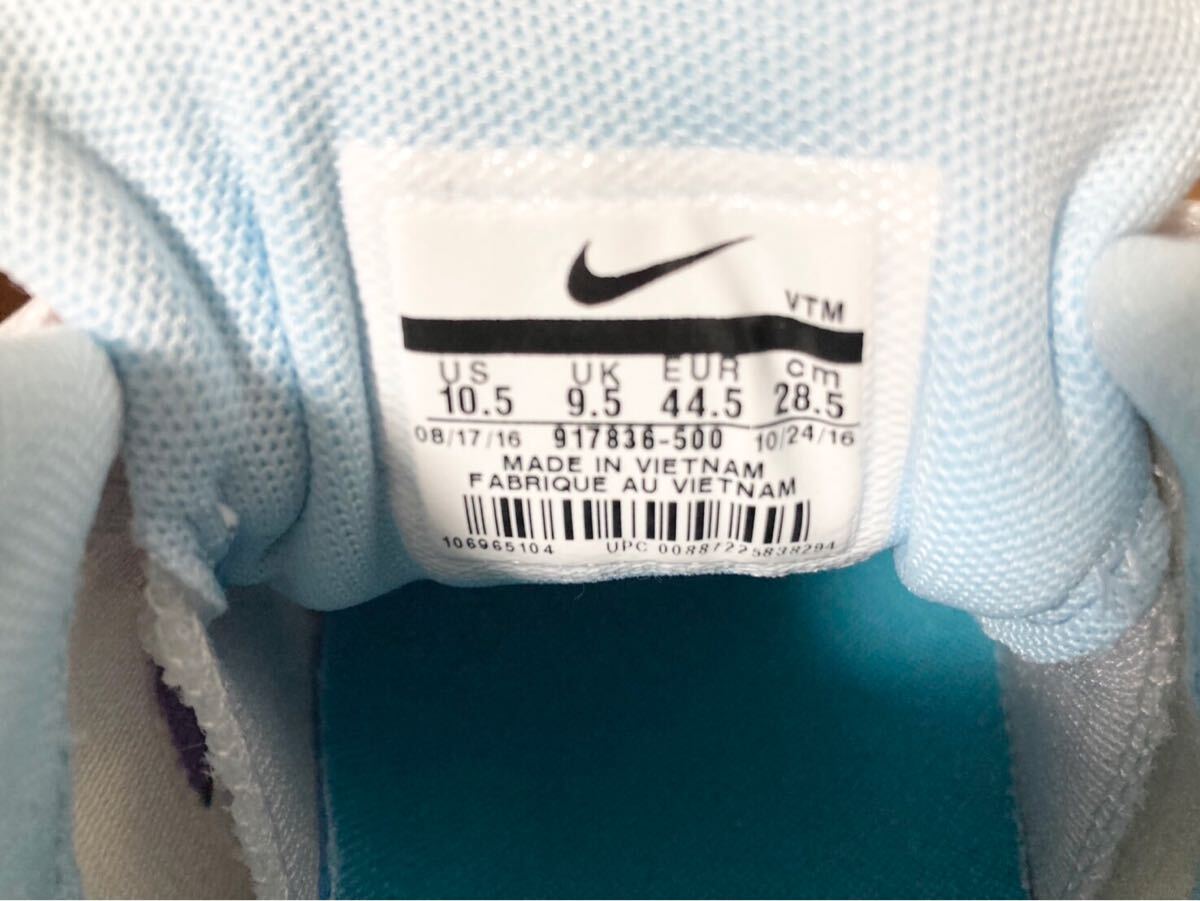 VTM
US UK EUR cm
10.5 9.5 44.5 28.5
08/17/16 917836-500 10/24/16
MADE IN VIETNAM
FABRIQUE AU VIETNAM
106965104 UPC 00887225838294